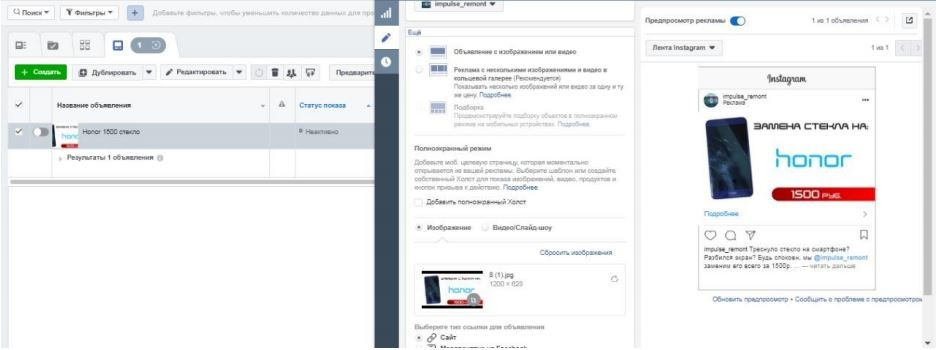 Поиск
Фильтры
+
Добавьте фильтры, чтобы уменьшить количество данных для про
1
+ Создать
Дублировать
Редактировать
Предварите
Название объявления
Статус показа
Honor 1500 стекло
Неактивно
Результаты 1 объявления
impulse_remont
Ещё
Объявление с изображением или видео
Реклама с несколькими изображениями и видео в
кольцевой галерее (Рекомендуется)
Показывать несколько изображений или видео за одну и ту
же цену. Подробнее.
Подборка
Продемонстрируйте подборку объектов в полноэкранном
режиме на мобильных устройствах. Подробнее.
Полноэкранный режим
Добавьте моб. целевую страницу, которая моментально
открывается из вашей рекламы. Выберите шаблон или создайте
собственный Холст для показа изображений, видео, продуктов и
кнопок призыва к действию. Подробнее.
Добавить полноэкранный Холст
Изображение
Видео/Слайд-шоу
Сбросить изображения
8 (1).jpg
1200 × 628
Выберите тип ссылки для объявления
Сайт
Мероприятие на Facebook
Предпросмотр рекламы
1 из 1 объявления
Лента Instagram
1 из 1
Instagram
impulse_remont
Реклама
ЗАМЕНА СТЕКЛА НА:
honor
1500 РУБ.
Подробнее
impulse_remont Треснуло стекло на смартфоне?
Разбился экран? Будь спокоен, мы @impulse_remont
заменим его всего за 1500р. ... — читать дальше
Обновить предпросмотр • Сообщить о проблеме с предпросмотром